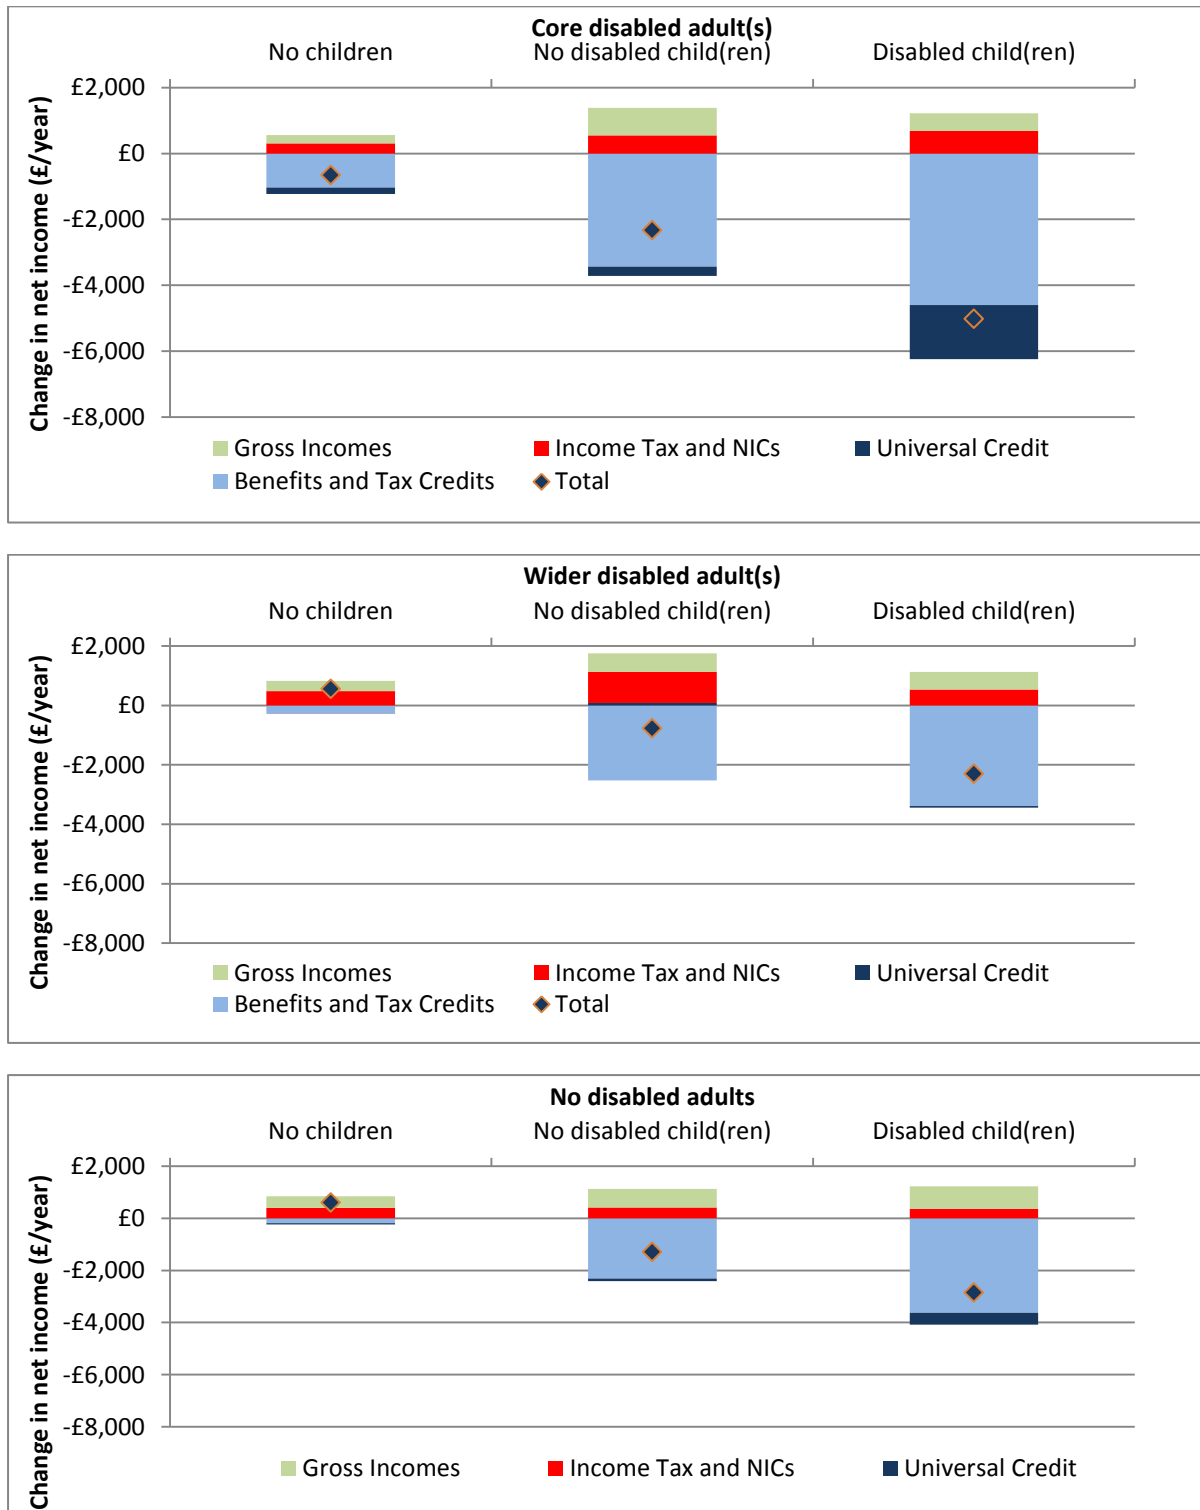 Core disabled adult(s)
No children No disabled child(ren) Disabled child(ren)
Change in net income (£/year)
£2,000
£0
-£2,000
-£4,000
-£6,000
-£8,000
Gross Incomes Income Tax and NICs Universal Credit
Benefits and Tax Credits Total
Wider disabled adult(s)
No children No disabled child(ren) Disabled child(ren)
Change in net income (£/year)
£2,000
£0
-£2,000
-£4,000
-£6,000
-£8,000
Gross Incomes Income Tax and NICs Universal Credit
Benefits and Tax Credits Total
No disabled adults
No children No disabled child(ren) Disabled child(ren)
Change in net income (£/year)
£2,000
£0
-£2,000
-£4,000
-£6,000
-£8,000
Gross Incomes Income Tax and NICs Universal Credit